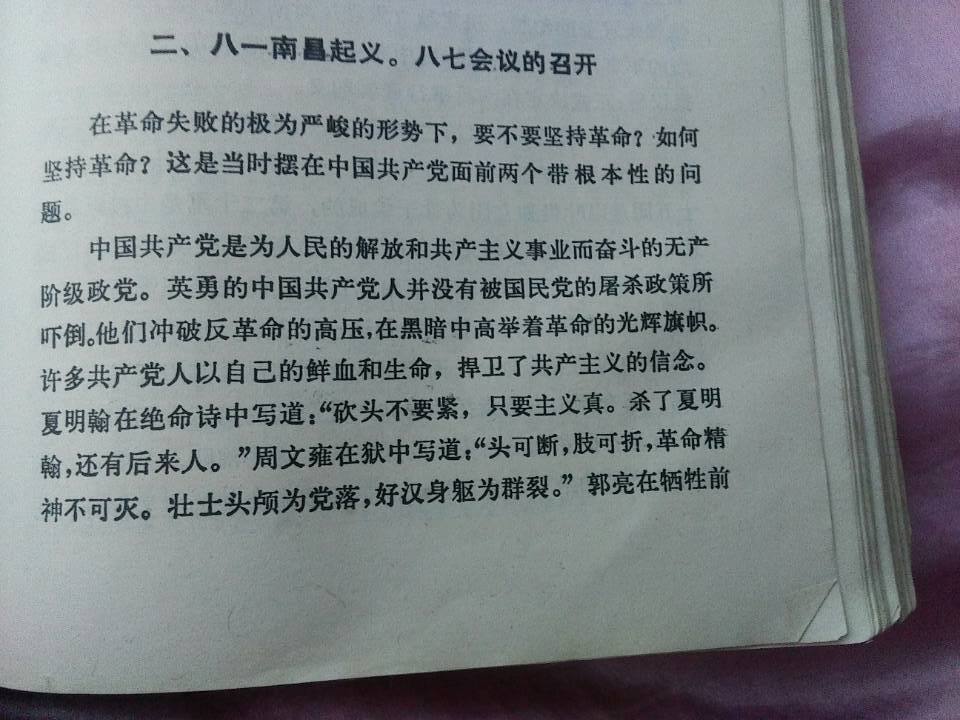 二、八一南昌起义。八七会议的召开
在革命失败的极为严峻的形势下，要不要坚持革命？如何
坚持革命？这是当时摆在中国共产党面前两个带根本性的问
题。
中国共产党是为人民的解放和共产主义事业而奋斗的无产
阶级政党。英勇的中国共产党人并没有被国民党的屠杀政策所
吓倒。他们冲破反革命的高压，在黑暗中高举着革命的光辉旗帜。
许多共产党人以自己的鲜血和生命，捍卫了共产主义的信念。
夏明翰在绝命诗中写道：“砍头不要紧，只要主义真。杀了夏明
翰，还有后来人。”周文雍在狱中写道：“头可断，肢可折，革命精
神不可灭。壮士头颅为党落，好汉身躯为群裂。”郭亮在牺牲前